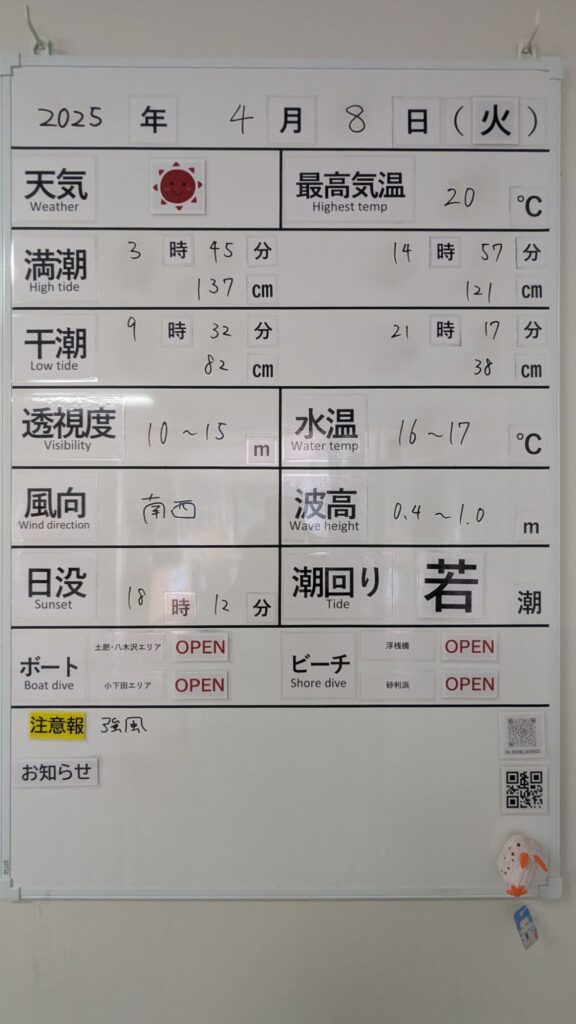 2025 年 4 月 8 日 (火)
天気 最高気温 20 ℃
Weather Highest temp
満潮 3 時 45 分 14 時 57 分
High tide 137 cm 121 cm
干潮 9 時 32 分 21 時 17 分
Low tide 82 cm 38 cm
透視度 10～15 m 水温 16～17 ℃
Visibility Water temp
風向 南西 波高 0.4～1.0 m
Wind direction Wave height
日没 18 時 12 分 潮回り 若 潮
Sunset Tide
ボート 土肥・八木沢エリア OPEN ビーチ 浮桟橋 OPEN
Boat dive 小下田エリア OPEN Shore dive 砂利浜 OPEN
注意報 強風
お知らせ
PLUS